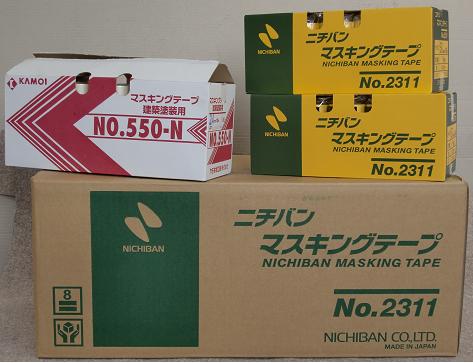 KAMOI
マスキングテープ
建築塗装用
NO.550-N
NO.550-N
NICHIBAN
ニチバン
マスキングテープ
NICHIBAN MASKING TAPE
No.2311
NICHIBAN
ニチバン
マスキングテープ
NICHIBAN MASKING TAPE
No.2311
NICHIBAN
ニチバン
マスキングテープ
NICHIBAN MASKING TAPE
No.2311
NICHIBAN CO.,LTD.
MADE IN JAPAN
8